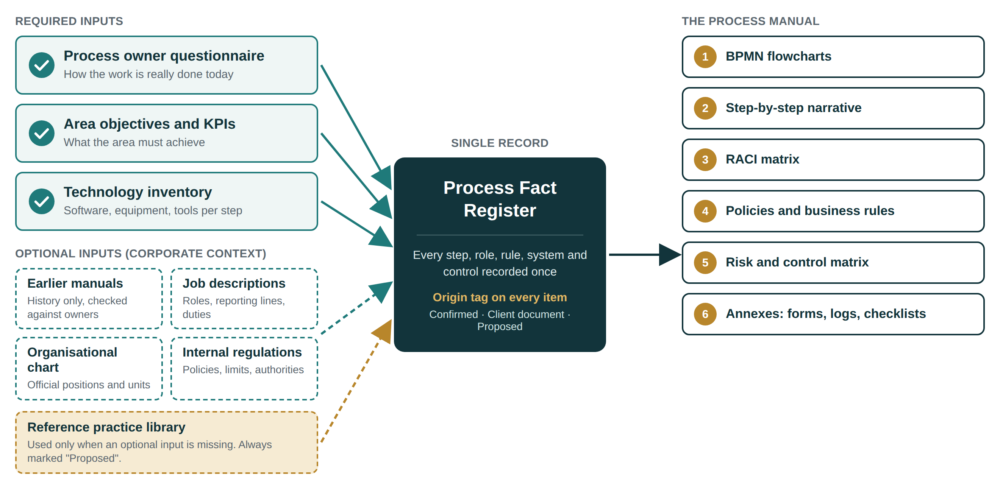 REQUIRED INPUTS
Process owner questionnaire
How the work is really done today
Area objectives and KPIs
What the area must achieve
Technology inventory
Software, equipment, tools per step
OPTIONAL INPUTS (CORPORATE CONTEXT)
Earlier manuals
History only, checked
against owners
Job descriptions
Roles, reporting lines,
duties
Organisational
chart
Official positions and units
Internal regulations
Policies, limits, authorities
Reference practice library
Used only when an optional input is missing. Always
marked "Proposed".
SINGLE RECORD
Process Fact
Register
Every step, role, rule, system and
control recorded once
Origin tag on every item
Confirmed · Client document ·
Proposed
THE PROCESS MANUAL
1 BPMN flowcharts
2 Step-by-step narrative
3 RACI matrix
4 Policies and business rules
5 Risk and control matrix
6 Annexes: forms, logs, checklists